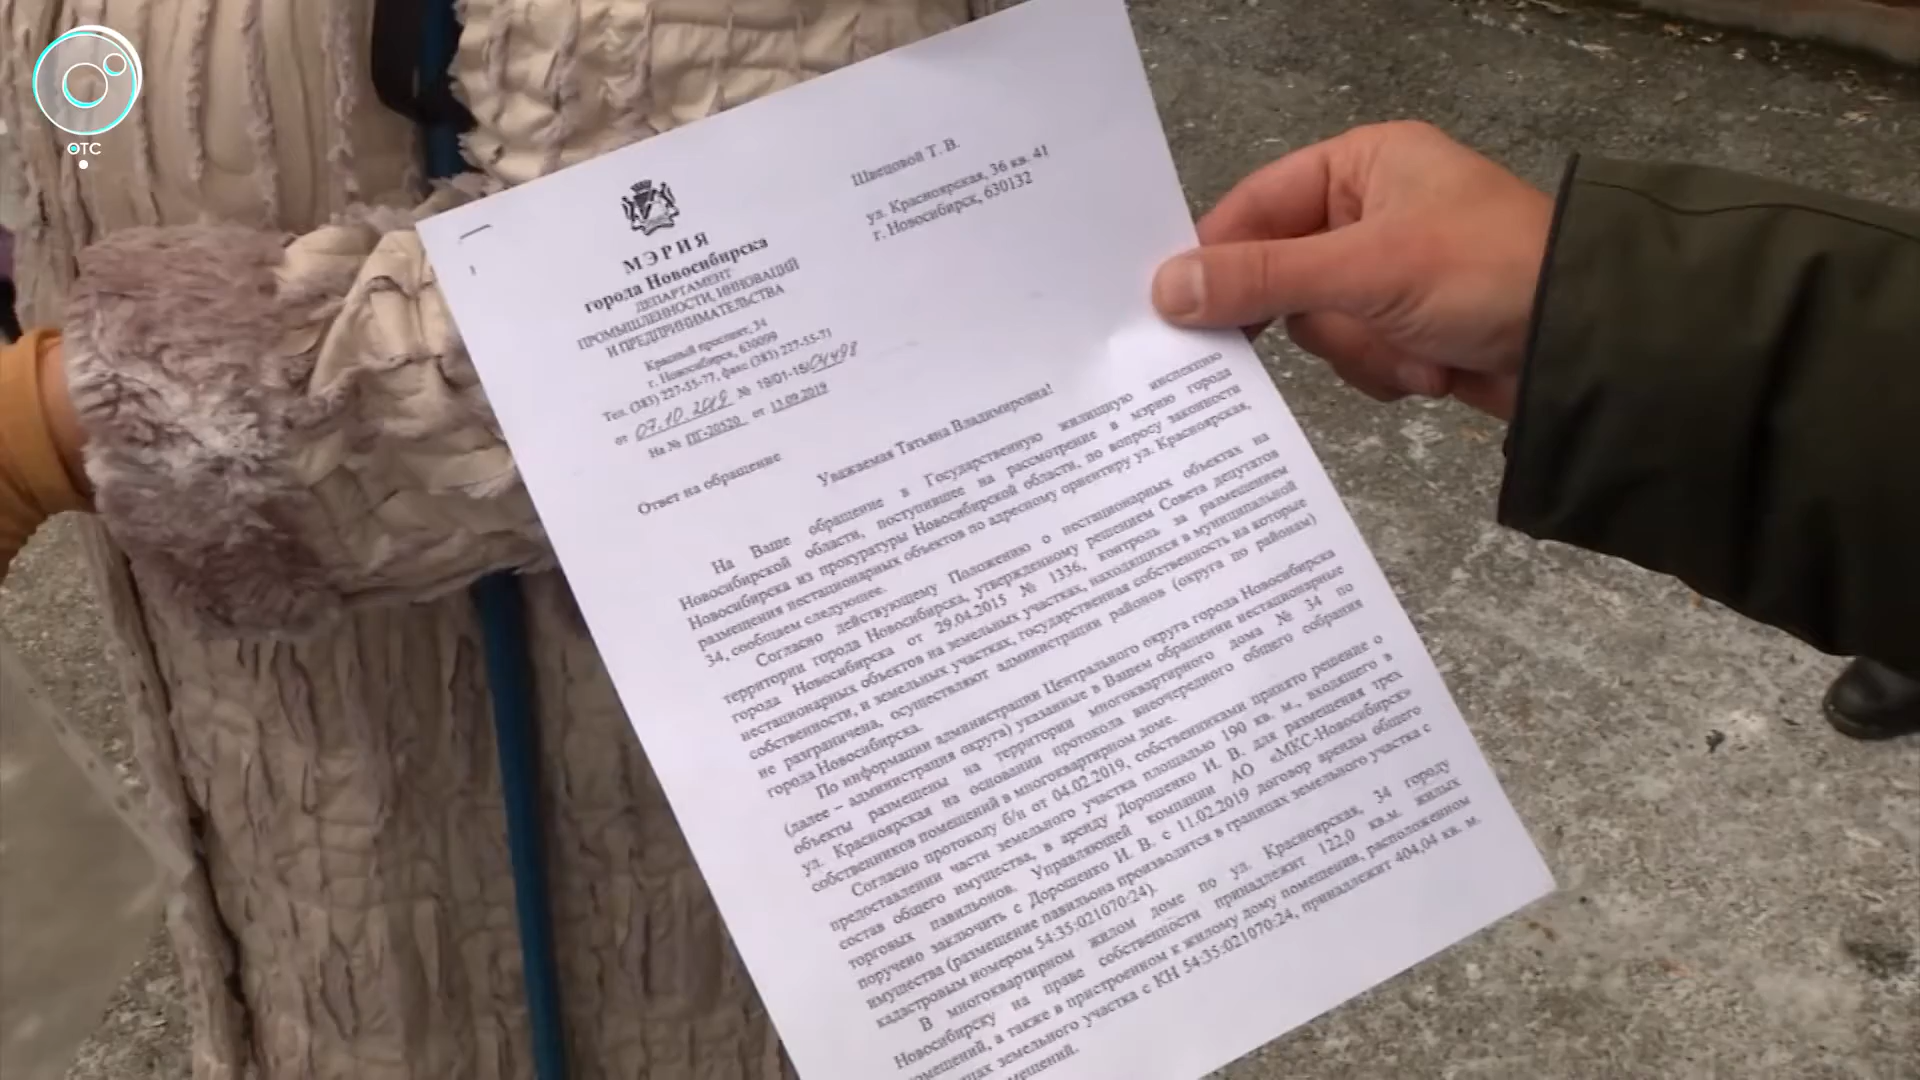 ОТС
Швецовой Т. В.
ул. Красноярская, 36 кв. 41
г. Новосибирск, 630132
МЭРИЯ
города Новосибирска
ДЕПАРТАМЕНТ
ПРОМЫШЛЕННОСТИ, ИННОВАЦИЙ
И ПРЕДПРИНИМАТЕЛЬСТВА
Красный проспект, 34
г. Новосибирск, 630099
Тел. (383) 227-55-77, факс (383) 227-55-71
от 07.10.2019 № 19/01-15/04498
На № ПГ-20520 от 13.09.2019
Ответ на обращение
Уважаемая Татьяна Владимировна!
На Ваше обращение в Государственную жилищную инспекцию
Новосибирской области, поступившее на рассмотрение в мэрию города
Новосибирска из прокуратуры Новосибирской области, по вопросу законности
размещения нестационарных объектов по адресному ориентиру ул. Красноярская,
34, сообщаем следующее.
Согласно действующему Положению о нестационарных объектах на
территории города Новосибирска, утвержденному решением Совета депутатов
города Новосибирска от 29.04.2015 № 1336, контроль за размещением
нестационарных объектов на земельных участках, находящихся в муниципальной
собственности, и земельных участках, государственная собственность на которые
не разграничена, осуществляют администрации районов (округа по районам)
города Новосибирска.
По информации администрации Центрального округа города Новосибирска
(далее – администрация округа) указанные в Вашем обращении нестационарные
объекты размещены на территории многоквартирного дома № 34 по
ул. Красноярская на основании протокола внеочередного общего собрания
собственников помещений в многоквартирном доме.
Согласно протоколу б/н от 04.02.2019, собственниками принято решение о
предоставлении части земельного участка площадью 190 кв. м., входящего в
состав общего имущества, в аренду Дорошенко И. В. для размещения трех
торговых павильонов. Управляющей компании АО «МКС-Новосибирск»
поручено заключить с Дорошенко И. В. с 11.02.2019 договор аренды общего
имущества (размещение павильона производится в границах земельного участка с
кадастровым номером 54:35:021070:24).
В многоквартирном жилом доме по ул. Красноярская, 34 городу
Новосибирску на праве собственности принадлежит 122,0 кв.м. жилых
помещений, а также в пристроенном к жилому дому помещении, расположенном
земельного участка с КН 54:35:021070:24, принадлежит 404,04 кв. м.